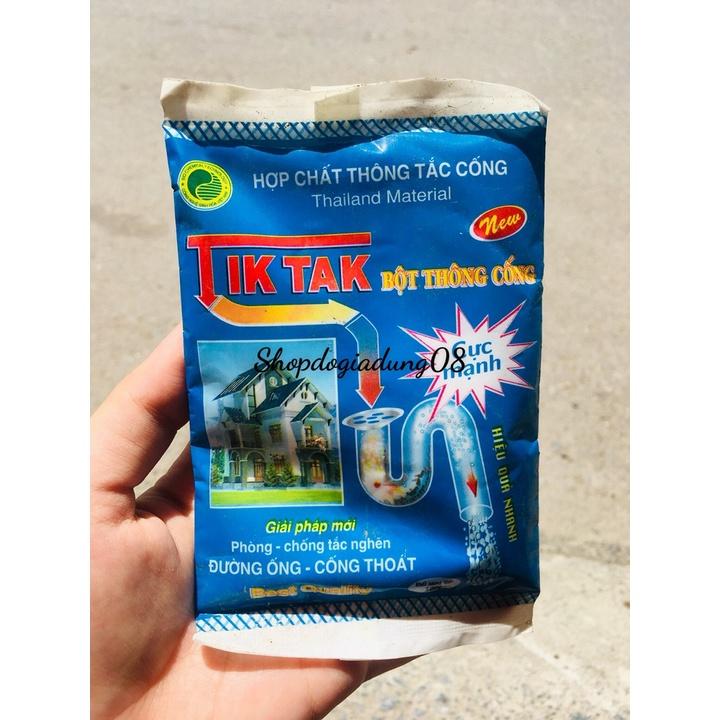 HỢP CHẤT THÔNG TẮC CỐNG
Thailand Material
New
TIK TAK
BỘT THÔNG CỐNG
Cực mạnh
Shopdogiadung08
HIỆU QUẢ NHANH
Giải pháp mới
Phòng - chống tắc nghẽn
ĐƯỜNG ỐNG - CỐNG THOÁT
Best Quality